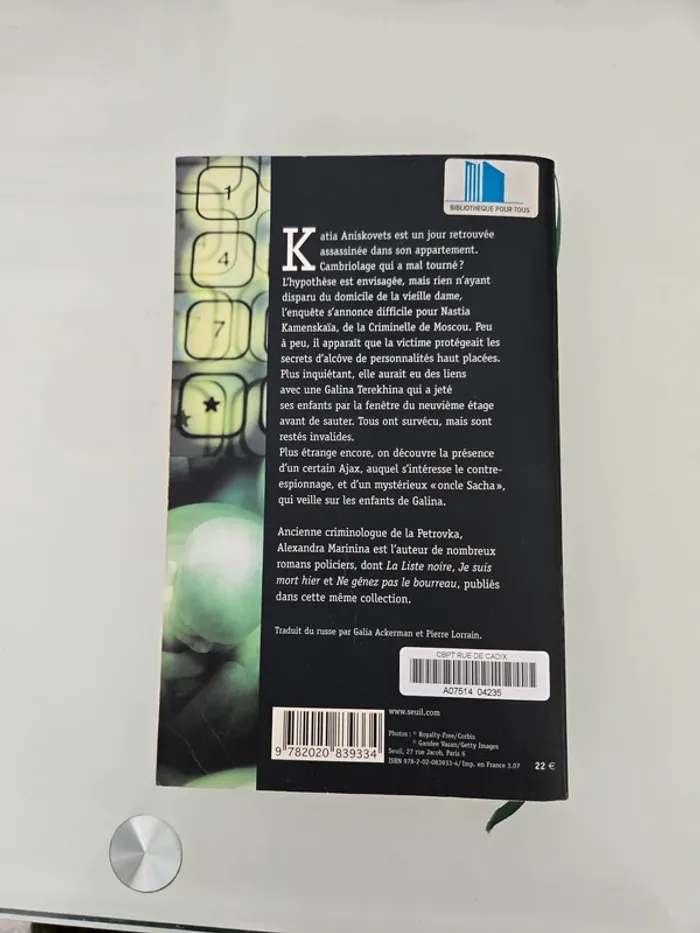 1
4
7
BIBLIOTHEQUE POUR TOUS
Katia Aniskovets est un jour retrouvée
assassinée dans son appartement.
Cambriolage qui a mal tourné ?
L'hypothèse est envisagée, mais rien n'ayant
disparu du domicile de la vieille dame,
l'enquête s'annonce difficile pour Nastia
Kamenskaïa, de la Criminelle de Moscou. Peu
à peu, il apparaît que la victime protégeait les
secrets d'alcôve de personnalités haut placées.
Plus inquiétant, elle aurait eu des liens
avec une Galina Terekhina qui a jeté
ses enfants par la fenêtre du neuvième étage
avant de sauter. Tous ont survécu, mais sont
restés invalides.
Plus étrange encore, on découvre la présence
d'un certain Ajax, auquel s'intéresse le contre-
espionnage, et d'un mystérieux « oncle Sacha »,
qui veille sur les enfants de Galina.
Ancienne criminologue de la Petrovka,
Alexandra Marinina est l'auteur de nombreux
romans policiers, dont La Liste noire, Je suis
mort hier et Ne gênez pas le bourreau, publiés
dans cette même collection.
Traduit du russe par Galia Ackerman et Pierre Lorrain.
CBPT RUE DE CADIX
A07514 04235
www.seuil.com
Photos : © Royalty-Free/Corbis
© Gandee Vasan/Getty Images
Seuil, 27 rue Jacob, Paris 6
ISBN 978-2-02-083933-4/Imp. en France 3.07
22 €
9 782020 839334